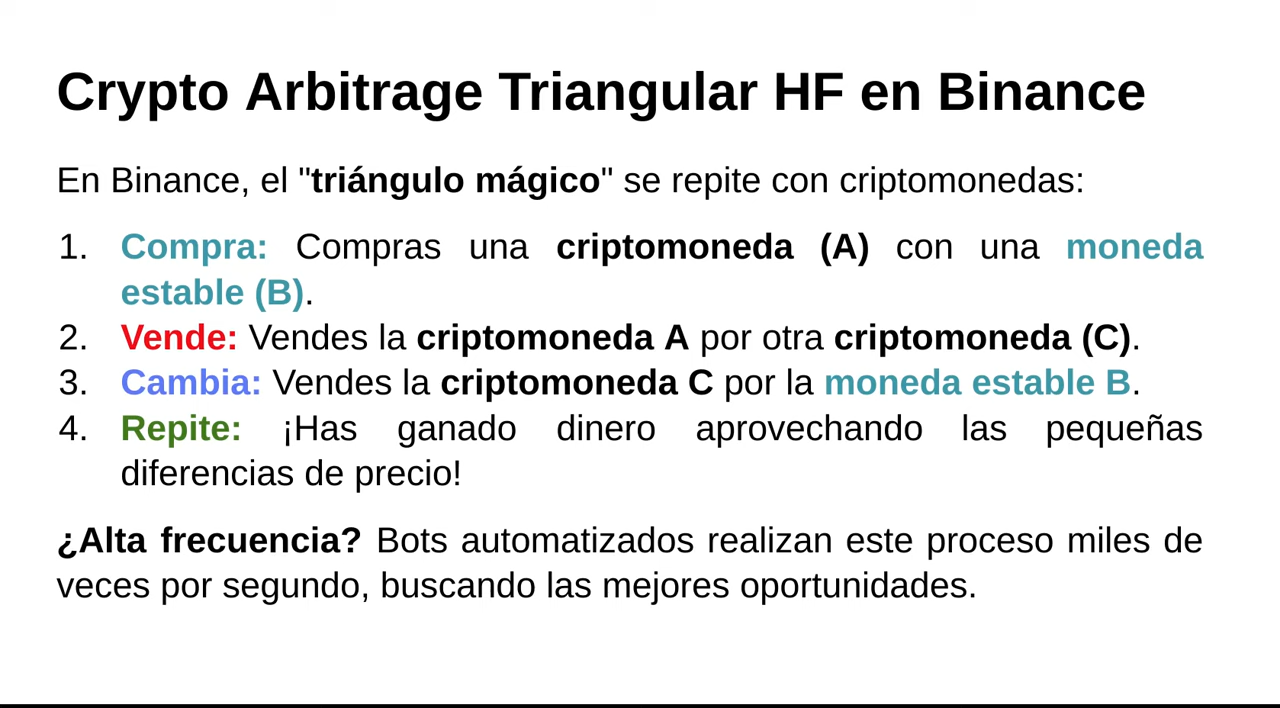 Crypto Arbitrage Triangular HF en Binance
En Binance, el "triángulo mágico" se repite con criptomonedas:
1. Compra: Compras una criptomoneda (A) con una moneda
estable (B).
2. Vende: Vendes la criptomoneda A por otra criptomoneda (C).
3. Cambia: Vendes la criptomoneda C por la moneda estable B.
4. Repite: ¡Has ganado dinero aprovechando las pequeñas
diferencias de precio!
¿Alta frecuencia? Bots automatizados realizan este proceso miles de
veces por segundo, buscando las mejores oportunidades.